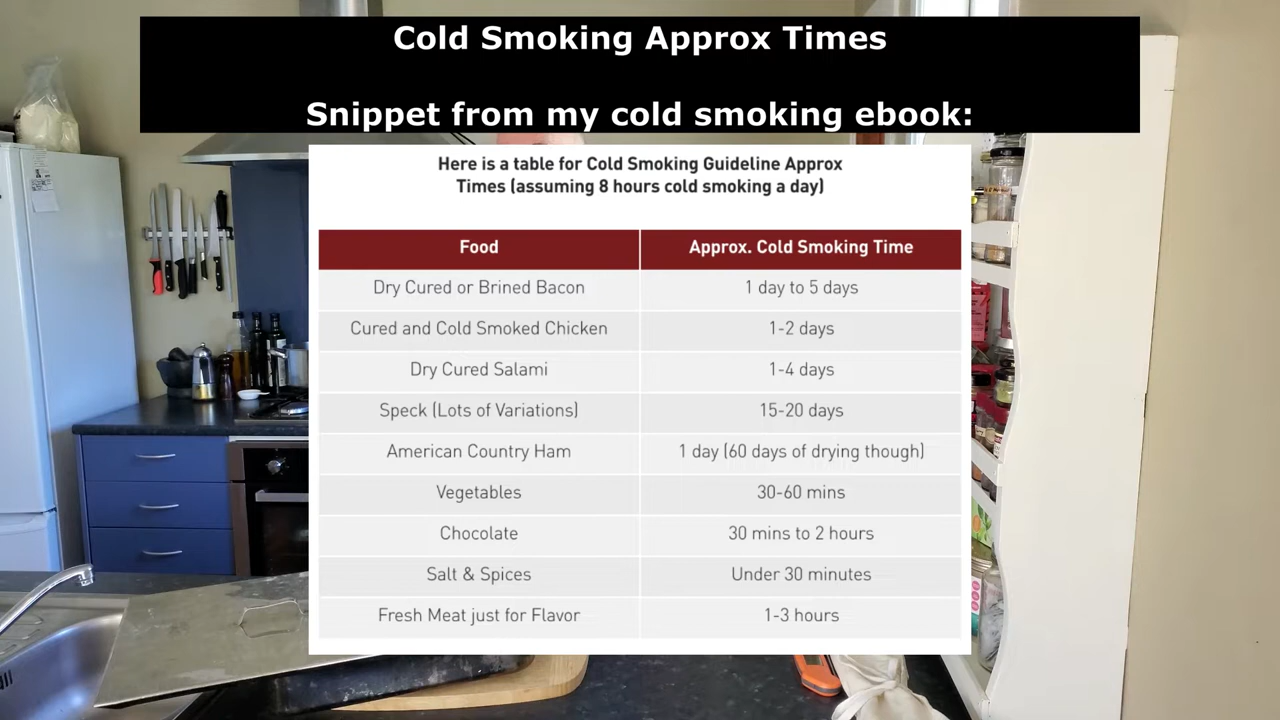 Cold Smoking Approx Times
Snippet from my cold smoking ebook:
Here is a table for Cold Smoking Guideline Approx
Times (assuming 8 hours cold smoking a day)
Food Approx. Cold Smoking Time
Dry Cured or Brined Bacon 1 day to 5 days
Cured and Cold Smoked Chicken 1-2 days
Dry Cured Salami 1-4 days
Speck (Lots of Variations) 15-20 days
American Country Ham 1 day (60 days of drying though)
Vegetables 30-60 mins
Chocolate 30 mins to 2 hours
Salt & Spices Under 30 minutes
Fresh Meat just for Flavor 1-3 hours